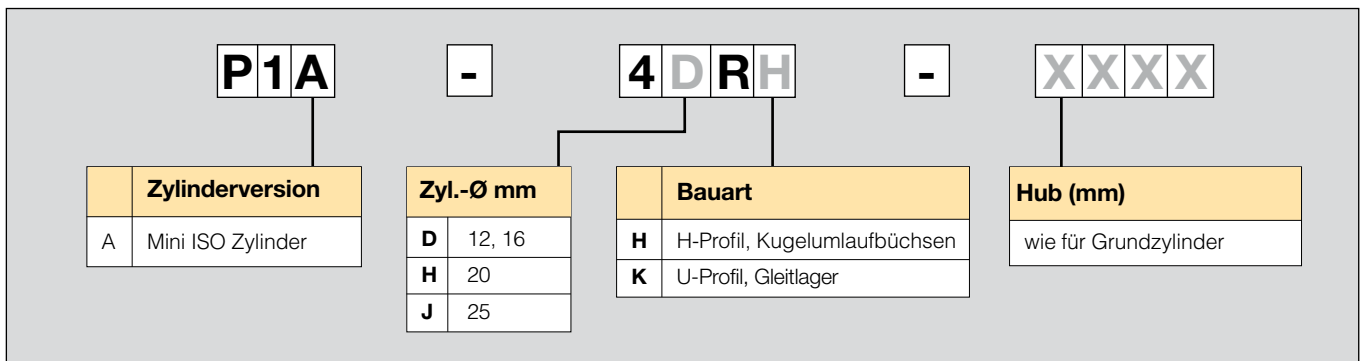 P1A - 4DRH - XXXX
Zylinderversion
A Mini ISO Zylinder
Zyl.-Ø mm
D 12, 16
H 20
J 25
Bauart
H H-Profil, Kugelumlaufbüchsen
K U-Profil, Gleitlager
Hub (mm)
wie für Grundzylinder